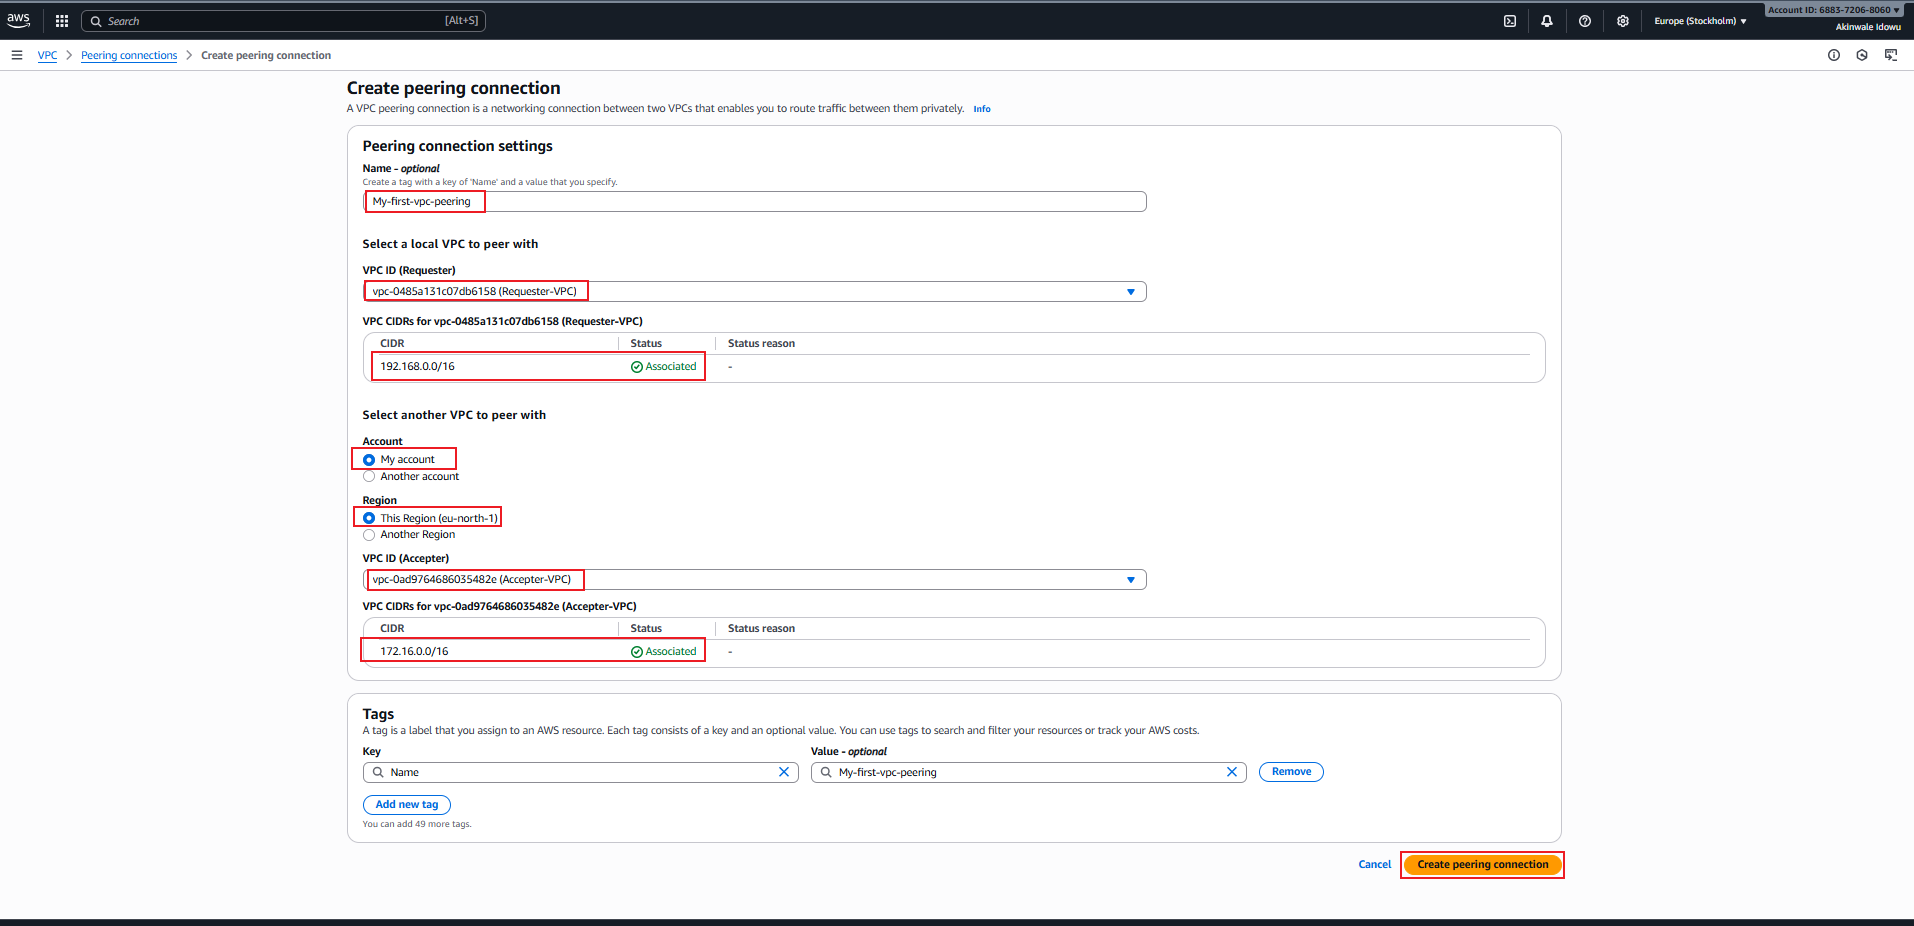 aws
Search [Alt+S]
Europe (Stockholm) ▼
Account ID: 6883-7206-8060 ▼
Akinwale Idowu
VPC > Peering connections > Create peering connection
Create peering connection
A VPC peering connection is a networking connection between two VPCs that enables you to route traffic between them privately. Info
Peering connection settings
Name - optional
Create a tag with a key of 'Name' and a value that you specify.
My-first-vpc-peering
Select a local VPC to peer with
VPC ID (Requester)
vpc-0485a131c07db6158 (Requester-VPC)
VPC CIDRs for vpc-0485a131c07db6158 (Requester-VPC)
CIDR Status Status reason
192.168.0.0/16 Associated -
Select another VPC to peer with
Account
My account
Another account
Region
This Region (eu-north-1)
Another Region
VPC ID (Accepter)
vpc-0ad9764686035482e (Accepter-VPC)
VPC CIDRs for vpc-0ad9764686035482e (Accepter-VPC)
CIDR Status Status reason
172.16.0.0/16 Associated -
Tags
A tag is a label that you assign to an AWS resource. Each tag consists of a key and an optional value. You can use tags to search and filter your resources or track your AWS costs.
Key Value - optional
Name My-first-vpc-peering Remove
Add new tag
You can add 49 more tags.
Cancel Create peering connection